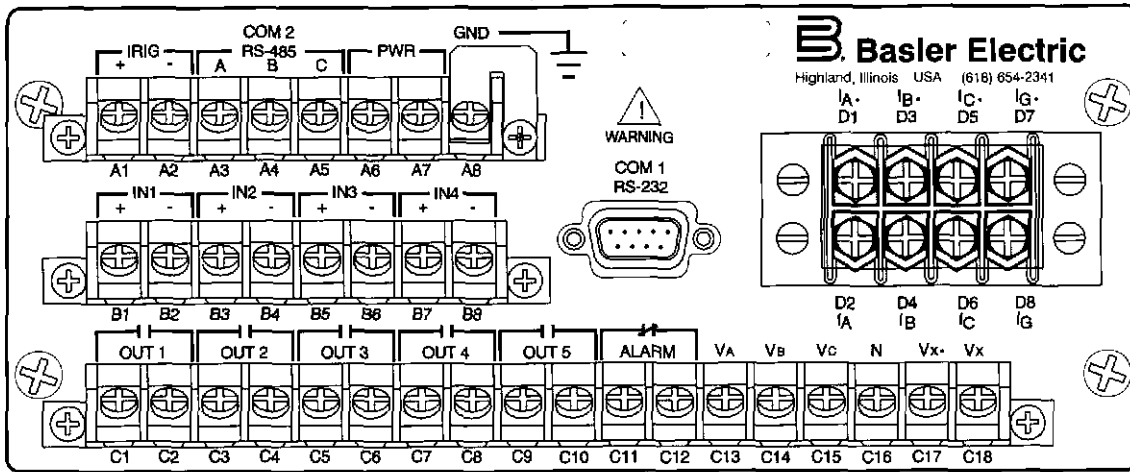 COM 2
GND
IRIG RS-485 PWR
+ - A B C
A1 A2 A3 A4 A5 A6 A7 A8
Basler Electric
Highland, Illinois USA (618) 654-2341
IA• IB• IC• IG•
D1 D3 D5 D7
WARNING
COM 1
RS-232
IN1 IN2 IN3 IN4
+ - + - + - + -
B1 B2 B3 B4 B5 B6 B7 B8
D2 D4 D6 D8
IA IB IC IG
OUT 1 OUT 2 OUT 3 OUT 4 OUT 5 ALARM VA VB VC N VX• VX
C1 C2 C3 C4 C5 C6 C7 C8 C9 C10 C11 C12 C13 C14 C15 C16 C17 C18